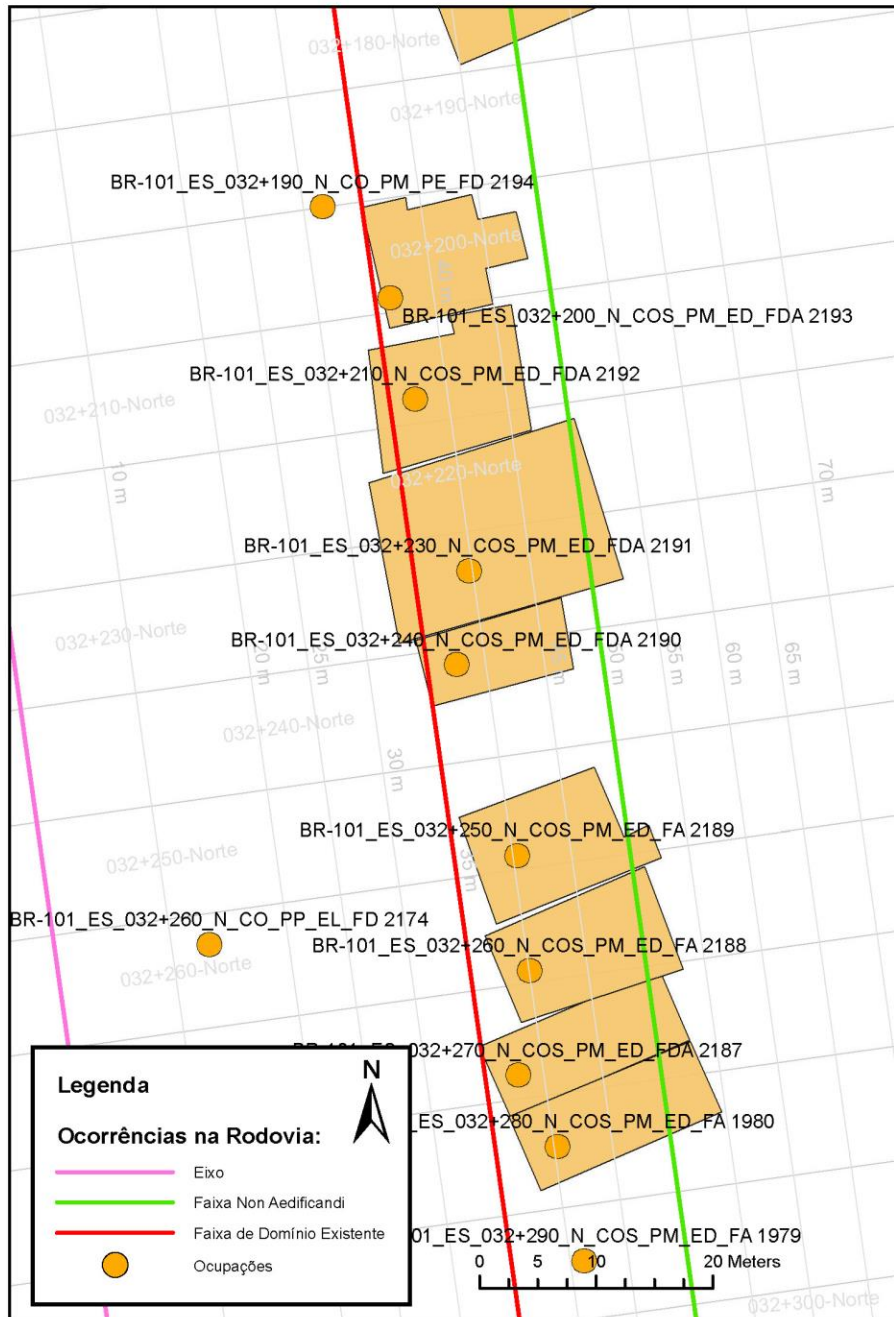 032+180-Norte
032+190-Norte
BR-101_ES_032+190_N_CO_PM_PE_FD 2194
032+200-Norte
40 m
BR-101_ES_032+200_N_COS_PM_ED_FDA 2193
BR-101_ES_032+210_N_COS_PM_ED_FDA 2192
032+210-Norte
10 m
032+220-Norte
70 m
BR-101_ES_032+230_N_COS_PM_ED_FDA 2191
032+230-Norte
BR-101_ES_032+240_N_COS_PM_ED_FDA 2190
20 m
25 m
50 m
55 m
60 m
65 m
032+240-Norte
30 m
BR-101_ES_032+250_N_COS_PM_ED_FA 2189
032+250-Norte
35 m
BR-101_ES_032+260_N_CO_PP_EL_FD 2174
BR-101_ES_032+260_N_COS_PM_ED_FA 2188
032+260-Norte
032+270_N_COS_PM_ED_FDA 2187
_ES_032+280_N_COS_PM_ED_FA 1980
01_ES_032+290_N_COS_PM_ED_FA 1979
Legenda
N
Ocorrências na Rodovia:
Eixo
Faixa Non Aedificandi
Faixa de Domínio Existente
Ocupações
0 5 10 20 Meters
032+300-Norte